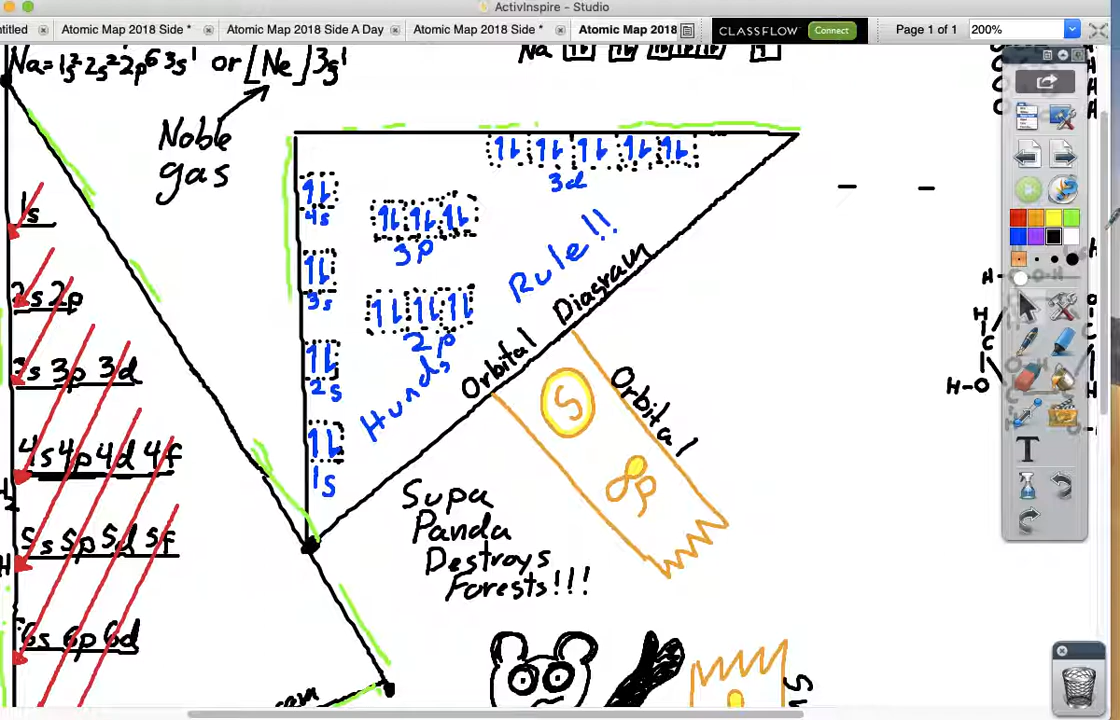 ActivInspire - Studio
ntitled
Atomic Map 2018 Side *
Atomic Map 2018 Side A Day
Atomic Map 2018 Side *
Atomic Map 2018
CLASSFLOW
Connect
Page 1 of 1
200%
Na=1s² 2s² 2p⁶ 3s¹ or [Ne] 3s¹
Na
Noble
gas
1s
2s 2p
3s 3p 3d
4s 4p 4d 4f
5s 5p 5d 5f
6s 6p 6d
3d
4s
3p
3s
2p
2s
1s
Hunds Rule!!
Orbital Diagram
Orbital
S
P
Supa
Panda
Destroys
Forests!!!
T
H
H
C
H-O